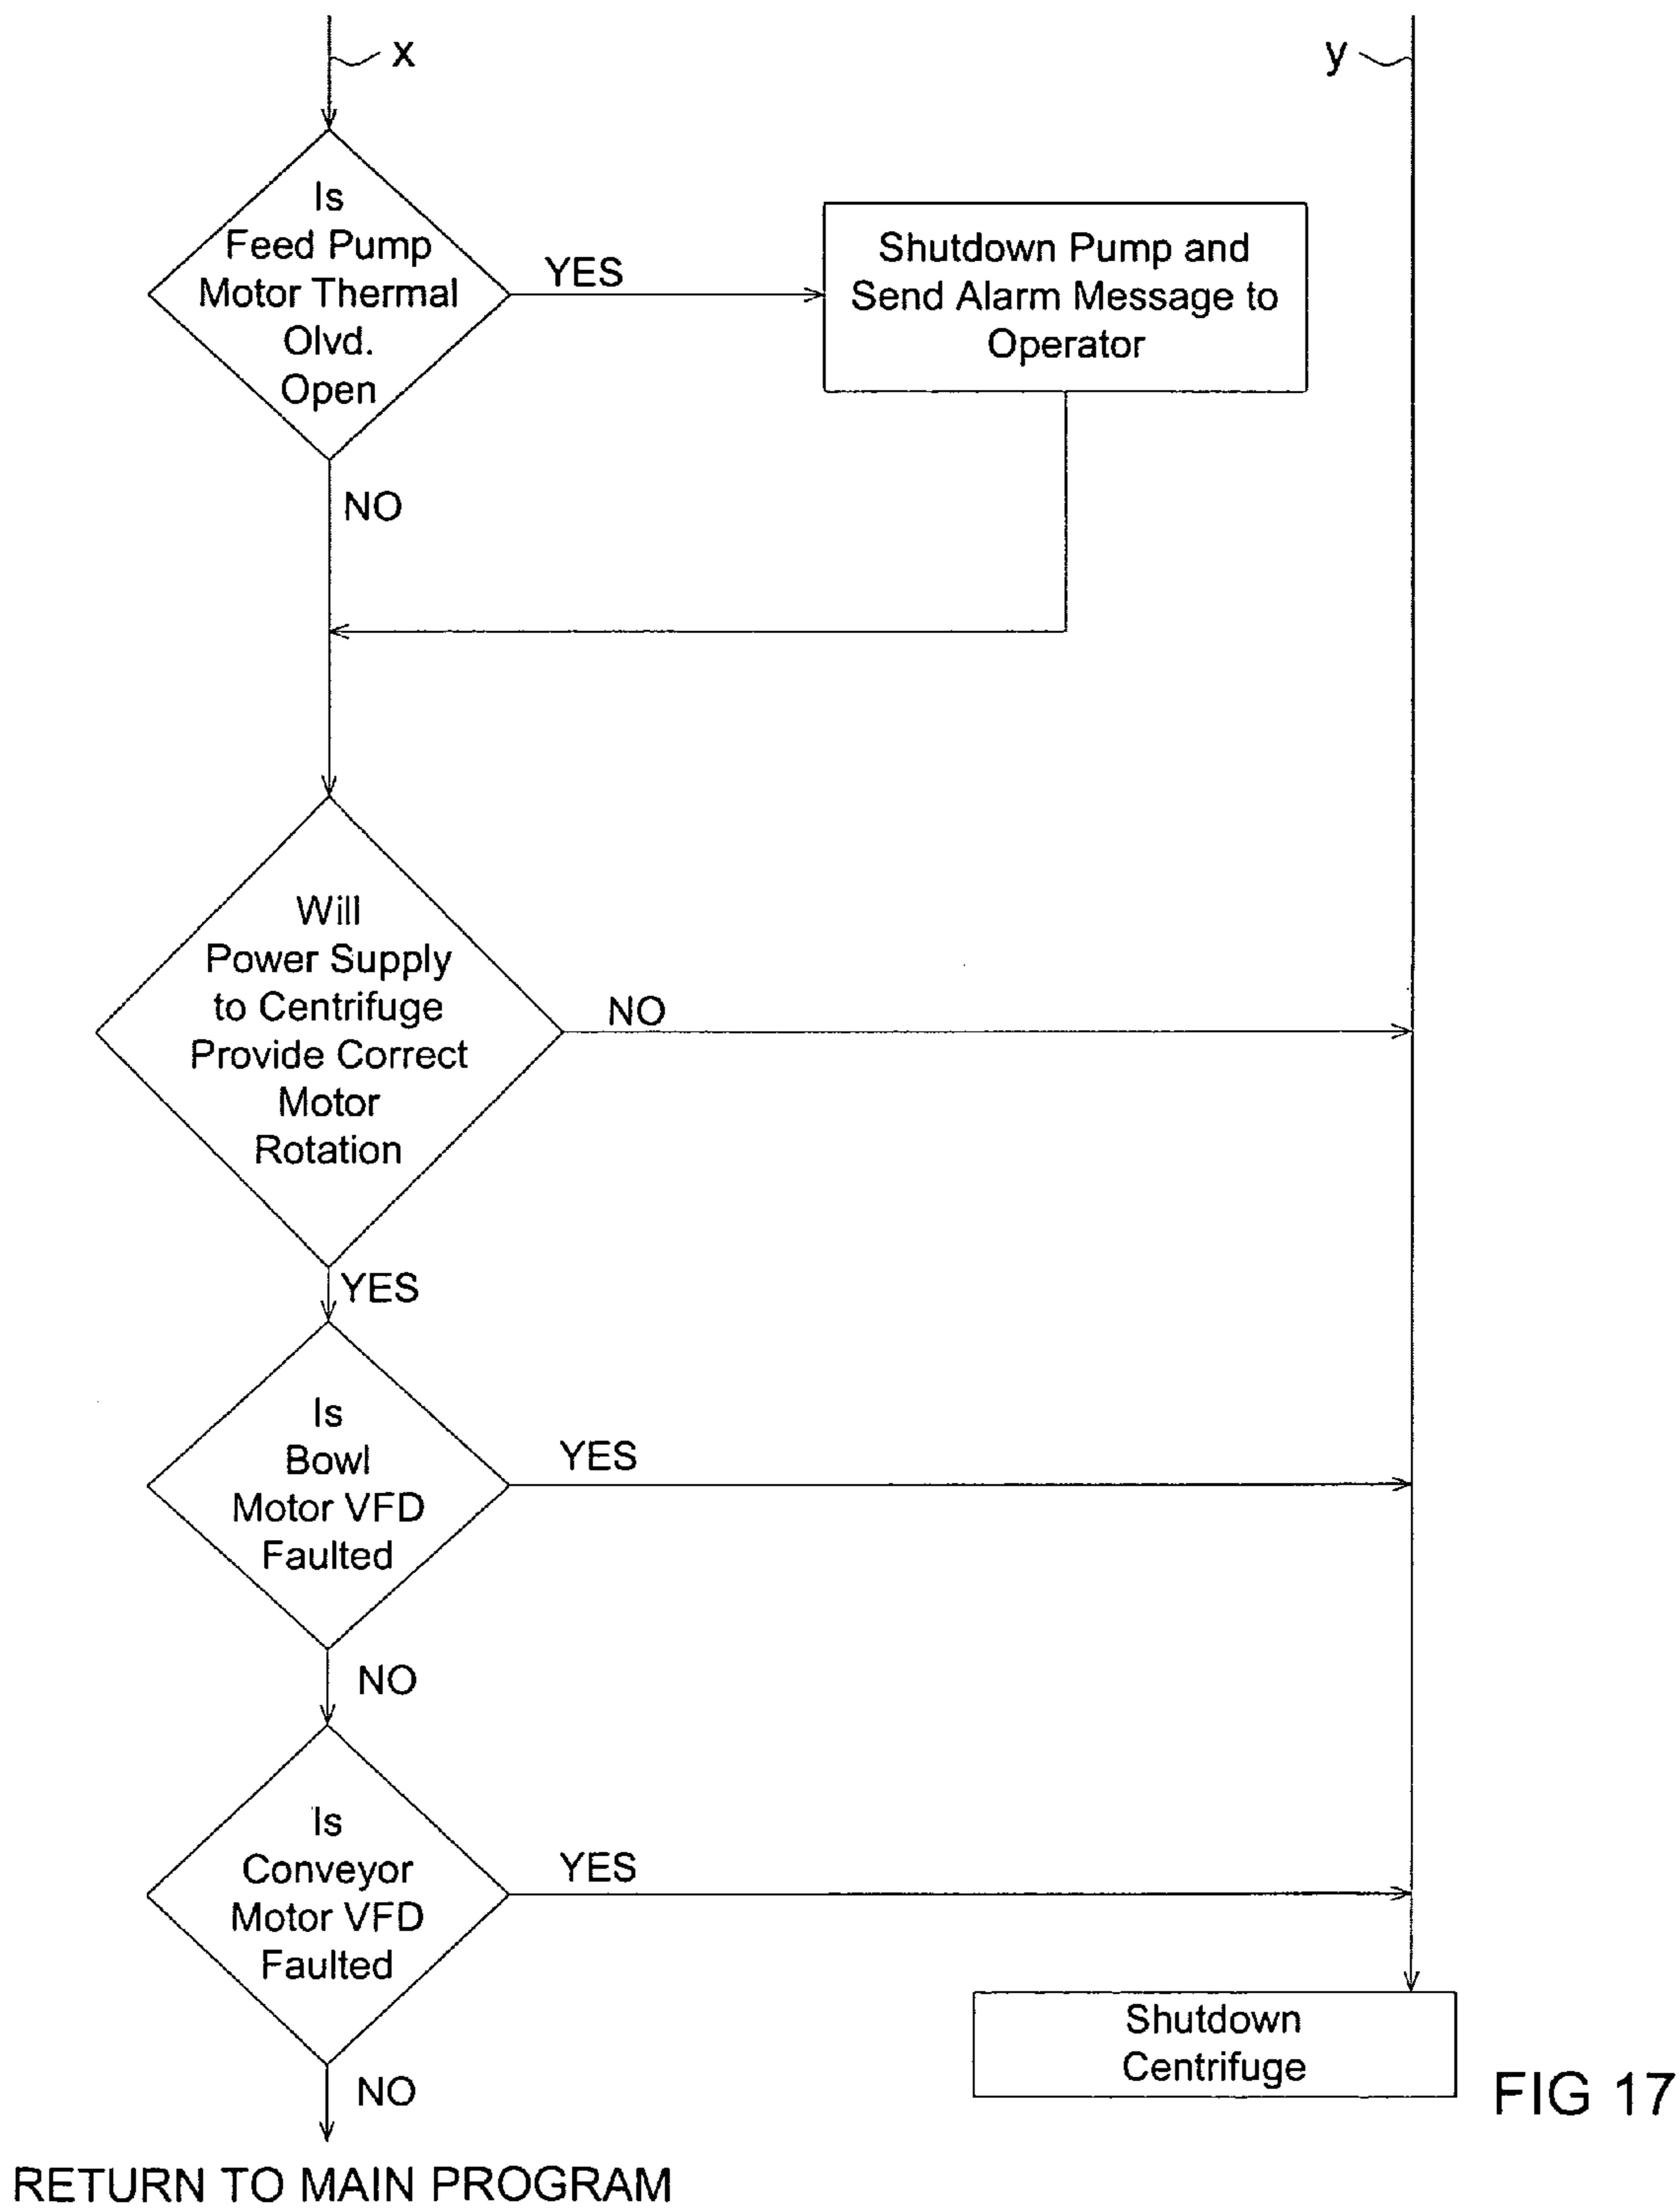 x
y
Is
Feed Pump
Motor Thermal
Olvd.
Open
YES
Shutdown Pump and
Send Alarm Message to
Operator
NO
Will
Power Supply
to Centrifuge
Provide Correct
Motor
Rotation
NO
YES
Is
Bowl
Motor VFD
Faulted
YES
NO
Is
Conveyor
Motor VFD
Faulted
YES
NO
Shutdown
Centrifuge
FIG 17
RETURN TO MAIN PROGRAM